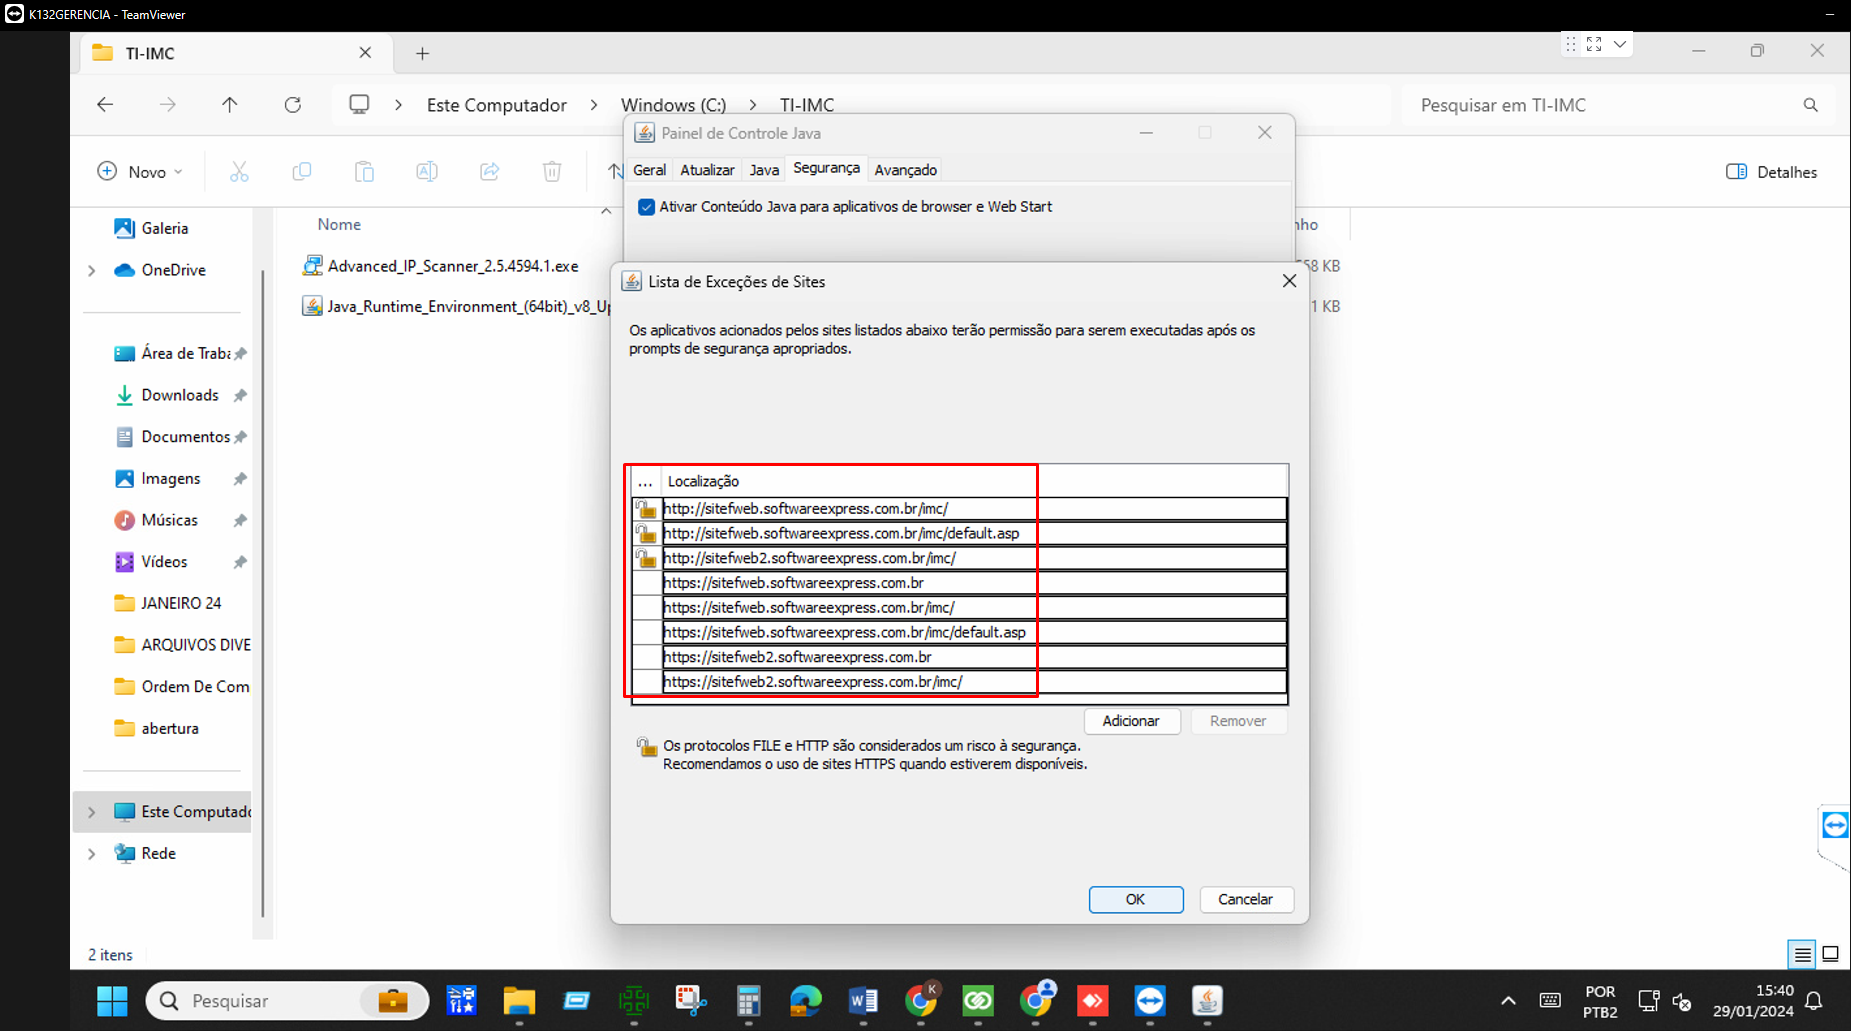 K132GERENCIA - TeamViewer
TI-IMC
Este Computador
Windows (C:)
TI-IMC
Pesquisar em TI-IMC
Painel de Controle Java
Novo
Geral
Atualizar
Java
Segurança
Avançado
Detalhes
Ativar Conteúdo Java para aplicativos de browser e Web Start
Galeria
Nome
nho
OneDrive
Advanced_IP_Scanner_2.5.4594.1.exe
58 KB
Lista de Exceções de Sites
Java_Runtime_Environment_(64bit)_v8_Up
1 KB
Os aplicativos acionados pelos sites listados abaixo terão permissão para serem executadas após os
prompts de segurança apropriados.
Área de Traba
Downloads
Documentos
Imagens
Músicas
Vídeos
JANEIRO 24
ARQUIVOS DIVE
Ordem De Com
abertura
Este Computado
Rede
... Localização
http://sitefweb.softwareexpress.com.br/imc/
http://sitefweb.softwareexpress.com.br/imc/default.asp
http://sitefweb2.softwareexpress.com.br/imc/
https://sitefweb.softwareexpress.com.br
https://sitefweb.softwareexpress.com.br/imc/
https://sitefweb.softwareexpress.com.br/imc/default.asp
https://sitefweb2.softwareexpress.com.br
https://sitefweb2.softwareexpress.com.br/imc/
Adicionar
Remover
Os protocolos FILE e HTTP são considerados um risco à segurança.
Recomendamos o uso de sites HTTPS quando estiverem disponíveis.
OK
Cancelar
2 itens
Pesquisar
K
POR
PTB2
15:40
29/01/2024